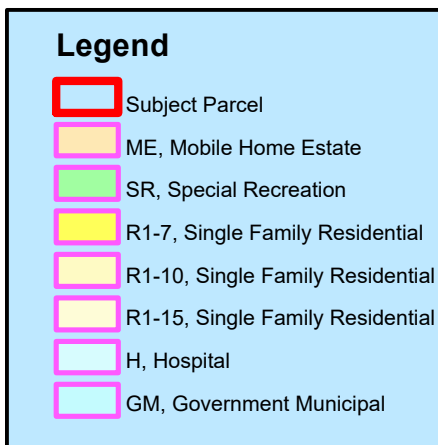 Legend
Subject Parcel
ME, Mobile Home Estate
SR, Special Recreation
R1-7, Single Family Residential
R1-10, Single Family Residential
R1-15, Single Family Residential
H, Hospital
GM, Government Municipal